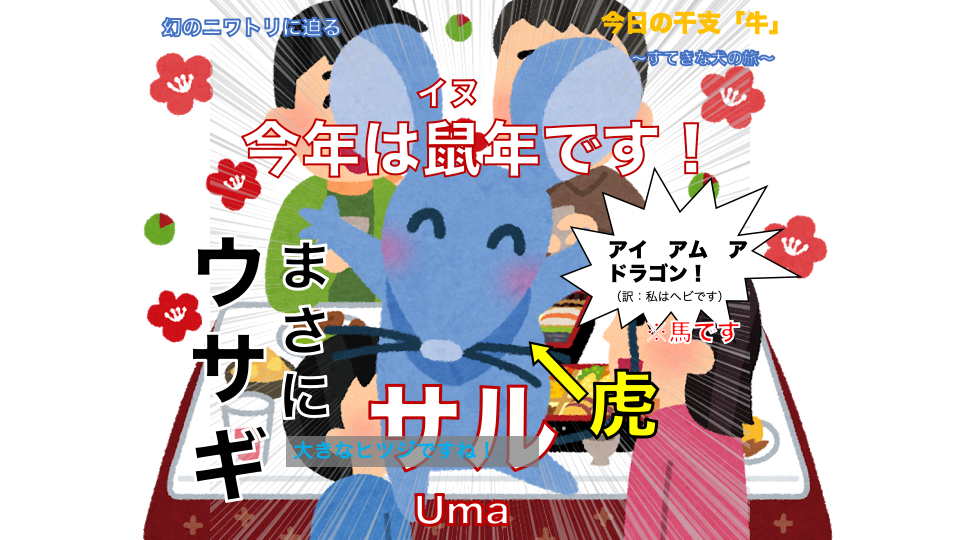 幻のニワトリに迫る
今日の干支「牛」
～すてきな犬の旅～
イヌ
今年は鼠年です！
アイ　アム　ア
ドラゴン！
（訳：私はヘビです）
※馬です
まさに
ウサギ
虎
サル
大きなヒツジですね！
Uma